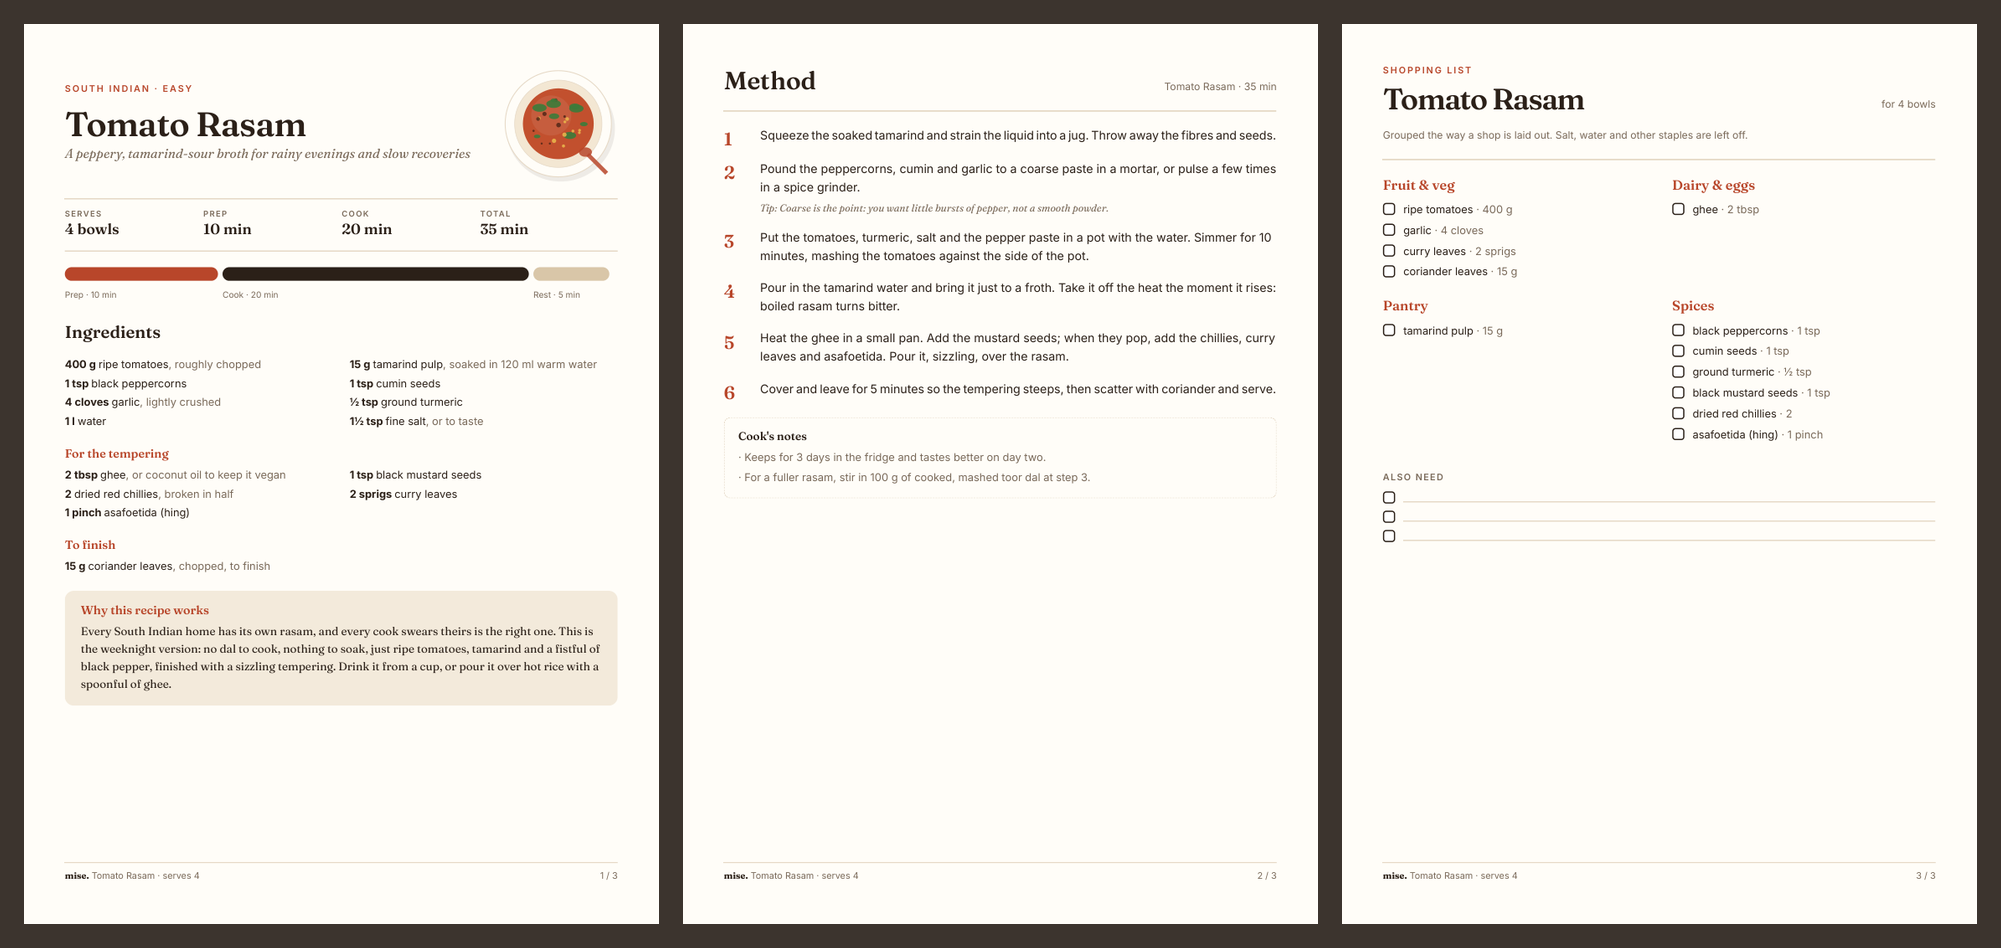 SOUTH INDIAN · EASY
Tomato Rasam
A peppery, tamarind-sour broth for rainy evenings and slow recoveries
SERVES
4 bowls
PREP
10 min
COOK
20 min
TOTAL
35 min
Prep · 10 min
Cook · 20 min
Rest · 5 min
Ingredients
400 g ripe tomatoes, roughly chopped
15 g tamarind pulp, soaked in 120 ml warm water
1 tsp black peppercorns
1 tsp cumin seeds
4 cloves garlic, lightly crushed
½ tsp ground turmeric
1 l water
1½ tsp fine salt, or to taste
For the tempering
2 tbsp ghee, or coconut oil to keep it vegan
1 tsp black mustard seeds
2 dried red chillies, broken in half
2 sprigs curry leaves
1 pinch asafoetida (hing)
To finish
15 g coriander leaves, chopped, to finish
Why this recipe works
Every South Indian home has its own rasam, and every cook swears theirs is the right one. This is
the weeknight version: no dal to cook, nothing to soak, just ripe tomatoes, tamarind and a fistful of
black pepper, finished with a sizzling tempering. Drink it from a cup, or pour it over hot rice with a
spoonful of ghee.
mise. Tomato Rasam · serves 4
1 / 3
Method
Tomato Rasam · 35 min
1 Squeeze the soaked tamarind and strain the liquid into a jug. Throw away the fibres and seeds.
2 Pound the peppercorns, cumin and garlic to a coarse paste in a mortar, or pulse a few times
in a spice grinder.
Tip: Coarse is the point: you want little bursts of pepper, not a smooth powder.
3 Put the tomatoes, turmeric, salt and the pepper paste in a pot with the water. Simmer for 10
minutes, mashing the tomatoes against the side of the pot.
4 Pour in the tamarind water and bring it just to a froth. Take it off the heat the moment it rises:
boiled rasam turns bitter.
5 Heat the ghee in a small pan. Add the mustard seeds; when they pop, add the chillies, curry
leaves and asafoetida. Pour it, sizzling, over the rasam.
6 Cover and leave for 5 minutes so the tempering steeps, then scatter with coriander and serve.
Cook's notes
· Keeps for 3 days in the fridge and tastes better on day two.
· For a fuller rasam, stir in 100 g of cooked, mashed toor dal at step 3.
mise. Tomato Rasam · serves 4
2 / 3
SHOPPING LIST
Tomato Rasam
for 4 bowls
Grouped the way a shop is laid out. Salt, water and other staples are left off.
Fruit & veg
ripe tomatoes · 400 g
garlic · 4 cloves
curry leaves · 2 sprigs
coriander leaves · 15 g
Dairy & eggs
ghee · 2 tbsp
Pantry
tamarind pulp · 15 g
Spices
black peppercorns · 1 tsp
cumin seeds · 1 tsp
ground turmeric · ½ tsp
black mustard seeds · 1 tsp
dried red chillies · 2
asafoetida (hing) · 1 pinch
ALSO NEED
mise. Tomato Rasam · serves 4
3 / 3